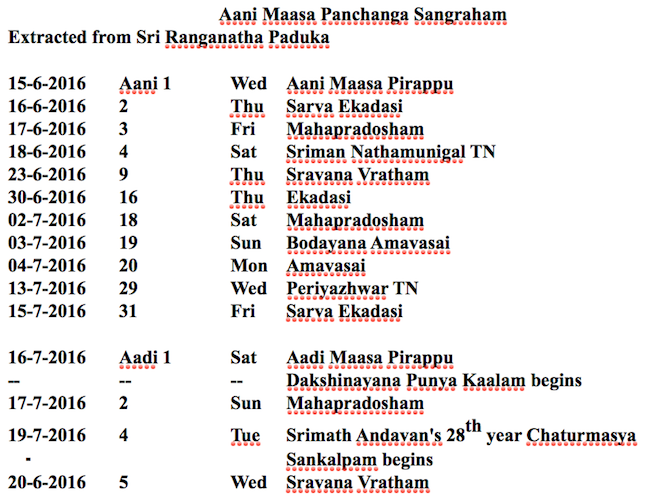 Aani Maasa Panchanga Sangraham
Extracted from Sri Ranganatha Paduka
15-6-2016 Aani 1 Wed Aani Maasa Pirappu
16-6-2016 2 Thu Sarva Ekadasi
17-6-2016 3 Fri Mahapradosham
18-6-2016 4 Sat Sriman Nathamunigal TN
23-6-2016 9 Thu Sravana Vratham
30-6-2016 16 Thu Ekadasi
02-7-2016 18 Sat Mahapradosham
03-7-2016 19 Sun Bodayana Amavasai
04-7-2016 20 Mon Amavasai
13-7-2016 29 Wed Periyazhwar TN
15-7-2016 31 Fri Sarva Ekadasi
16-7-2016 Aadi 1 Sat Aadi Maasa Pirappu
-- -- -- Dakshinayana Punya Kaalam begins
17-7-2016 2 Sun Mahapradosham
19-7-2016 4 Tue Srimath Andavan's 28th year Chaturmasya
- Sankalpam begins
20-6-2016 5 Wed Sravana Vratham